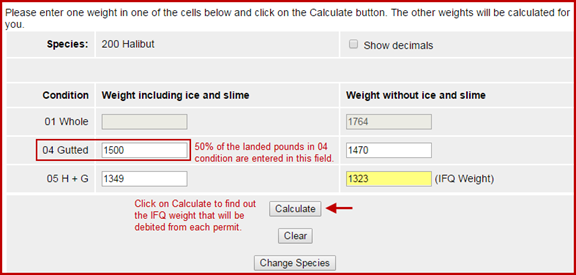 Please enter one weight in one of the cells below and click on the Calculate button. The other weights will be calculated for
you.
Species: 200 Halibut Show decimals
Condition Weight including ice and slime Weight without ice and slime
01 Whole 1764
04 Gutted 1500 50% of the landed pounds in 04 1470
condition are entered in this field.
05 H + G 1349 1323 (IFQ Weight)
Click on Calculate to find out
the IFQ weight that will be
debited from each permit.
Calculate
Clear
Change Species